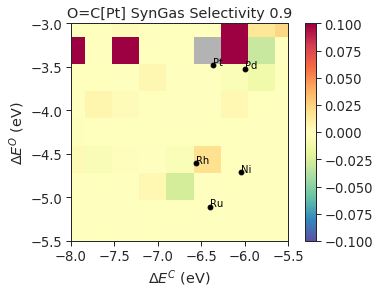 O=C[Pt] SynGas Selectivity 0.9
−3.0
−3.5
−4.0
−4.5
−5.0
−5.5
ΔE^O (eV)
Pt
Pd
Rh
Ni
Ru
−8.0 −7.5 −7.0 −6.5 −6.0 −5.5
ΔE^C (eV)
0.100
0.075
0.050
0.025
0.000
−0.025
−0.050
−0.075
−0.100